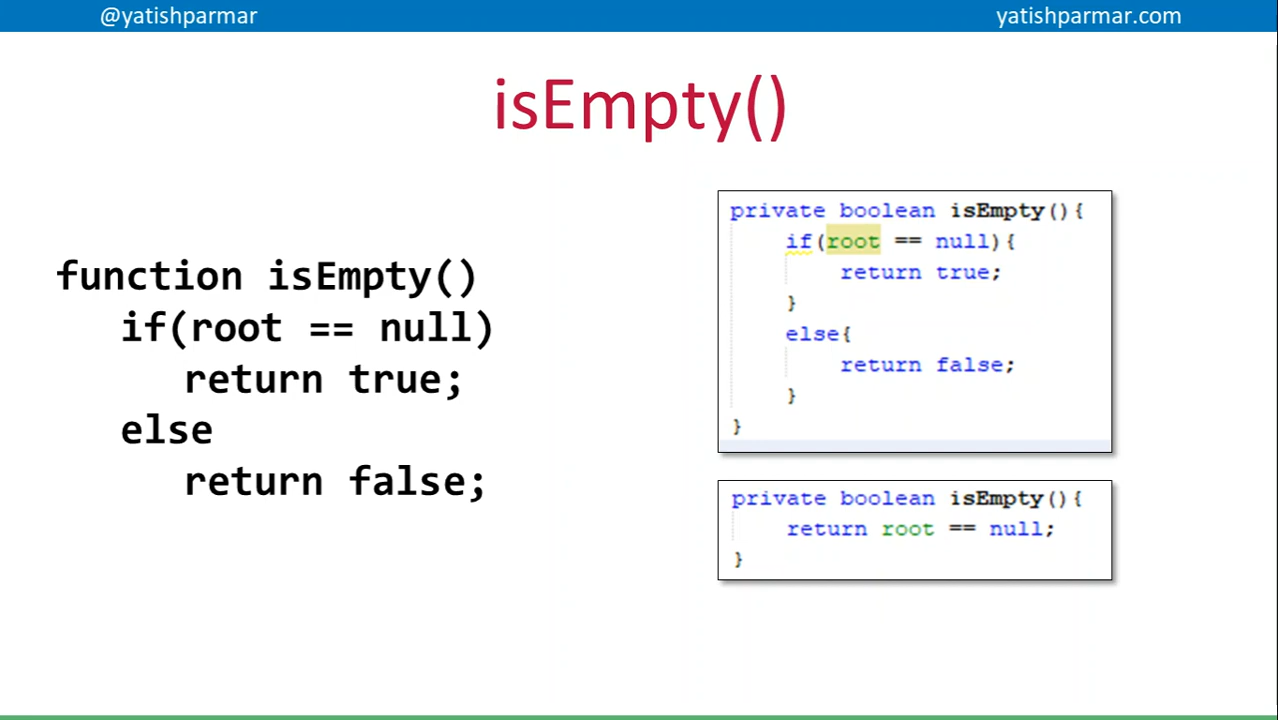 @yatishparmar
yatishparmar.com
isEmpty()
function isEmpty()
if(root == null)
return true;
else
return false;
private boolean isEmpty(){
if(root == null){
return true;
}
else{
return false;
}
}
private boolean isEmpty(){
return root == null;
}